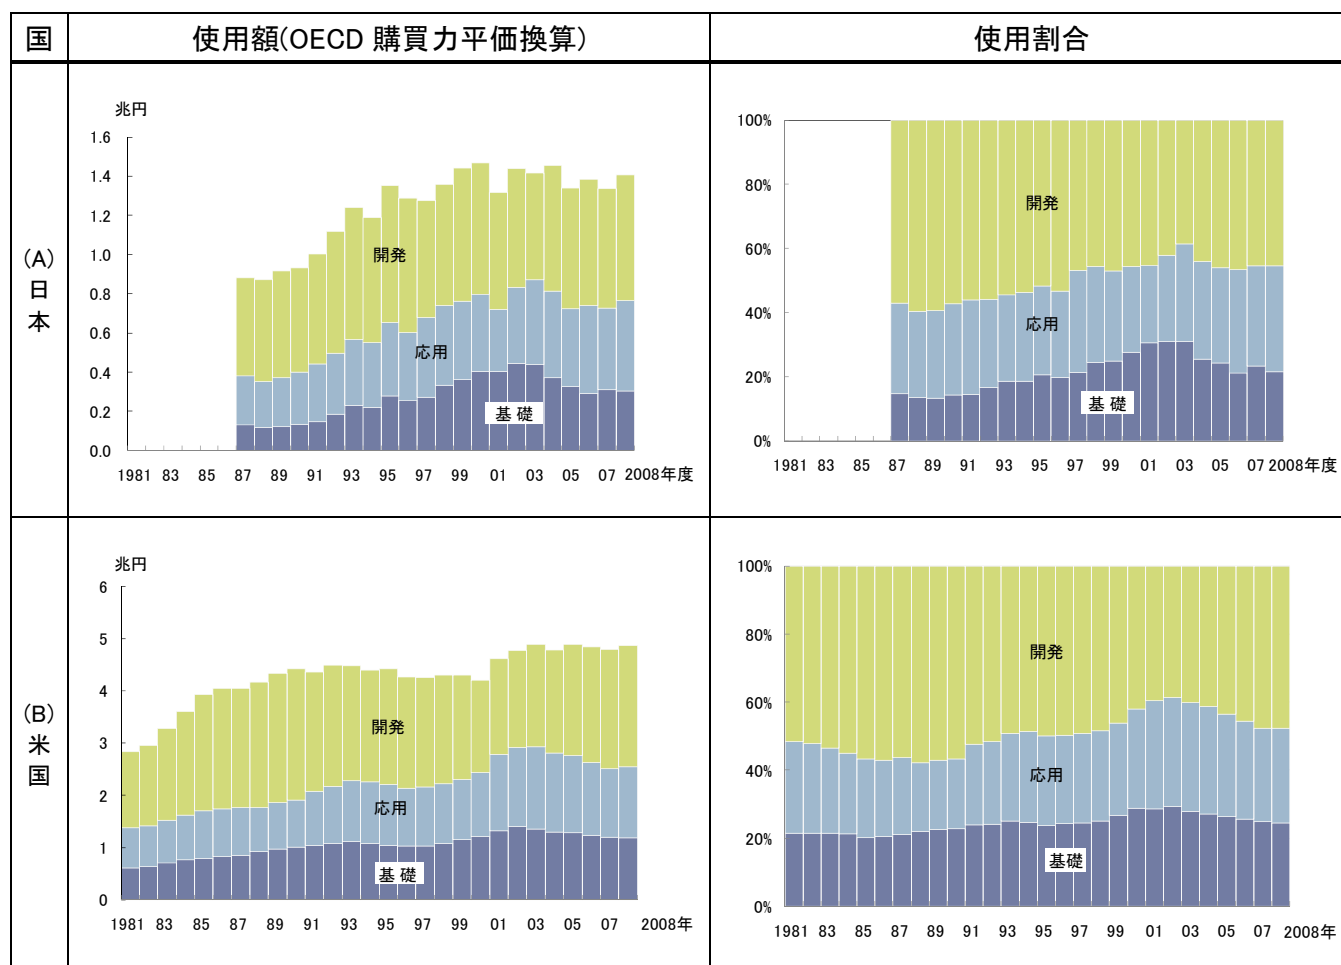 国 使用額(OECD 購買力平価換算) 使用割合
(A)日本
兆円
1.6
1.4
1.2
1.0
0.8
0.6
0.4
0.2
0.0
開発
応用
基礎
1981 83 85 87 89 91 93 95 97 99 01 03 05 07 2008年度
100%
80%
60%
40%
20%
0%
開発
応用
基礎
1981 83 85 87 89 91 93 95 97 99 01 03 05 07 2008年度
(B)米国
兆円
6
5
4
3
2
1
0
開発
応用
基礎
1981 83 85 87 89 91 93 95 97 99 01 03 05 07 2008年
100%
80%
60%
40%
20%
0%
開発
応用
基礎
1981 83 85 87 89 91 93 95 97 99 01 03 05 07 2008年